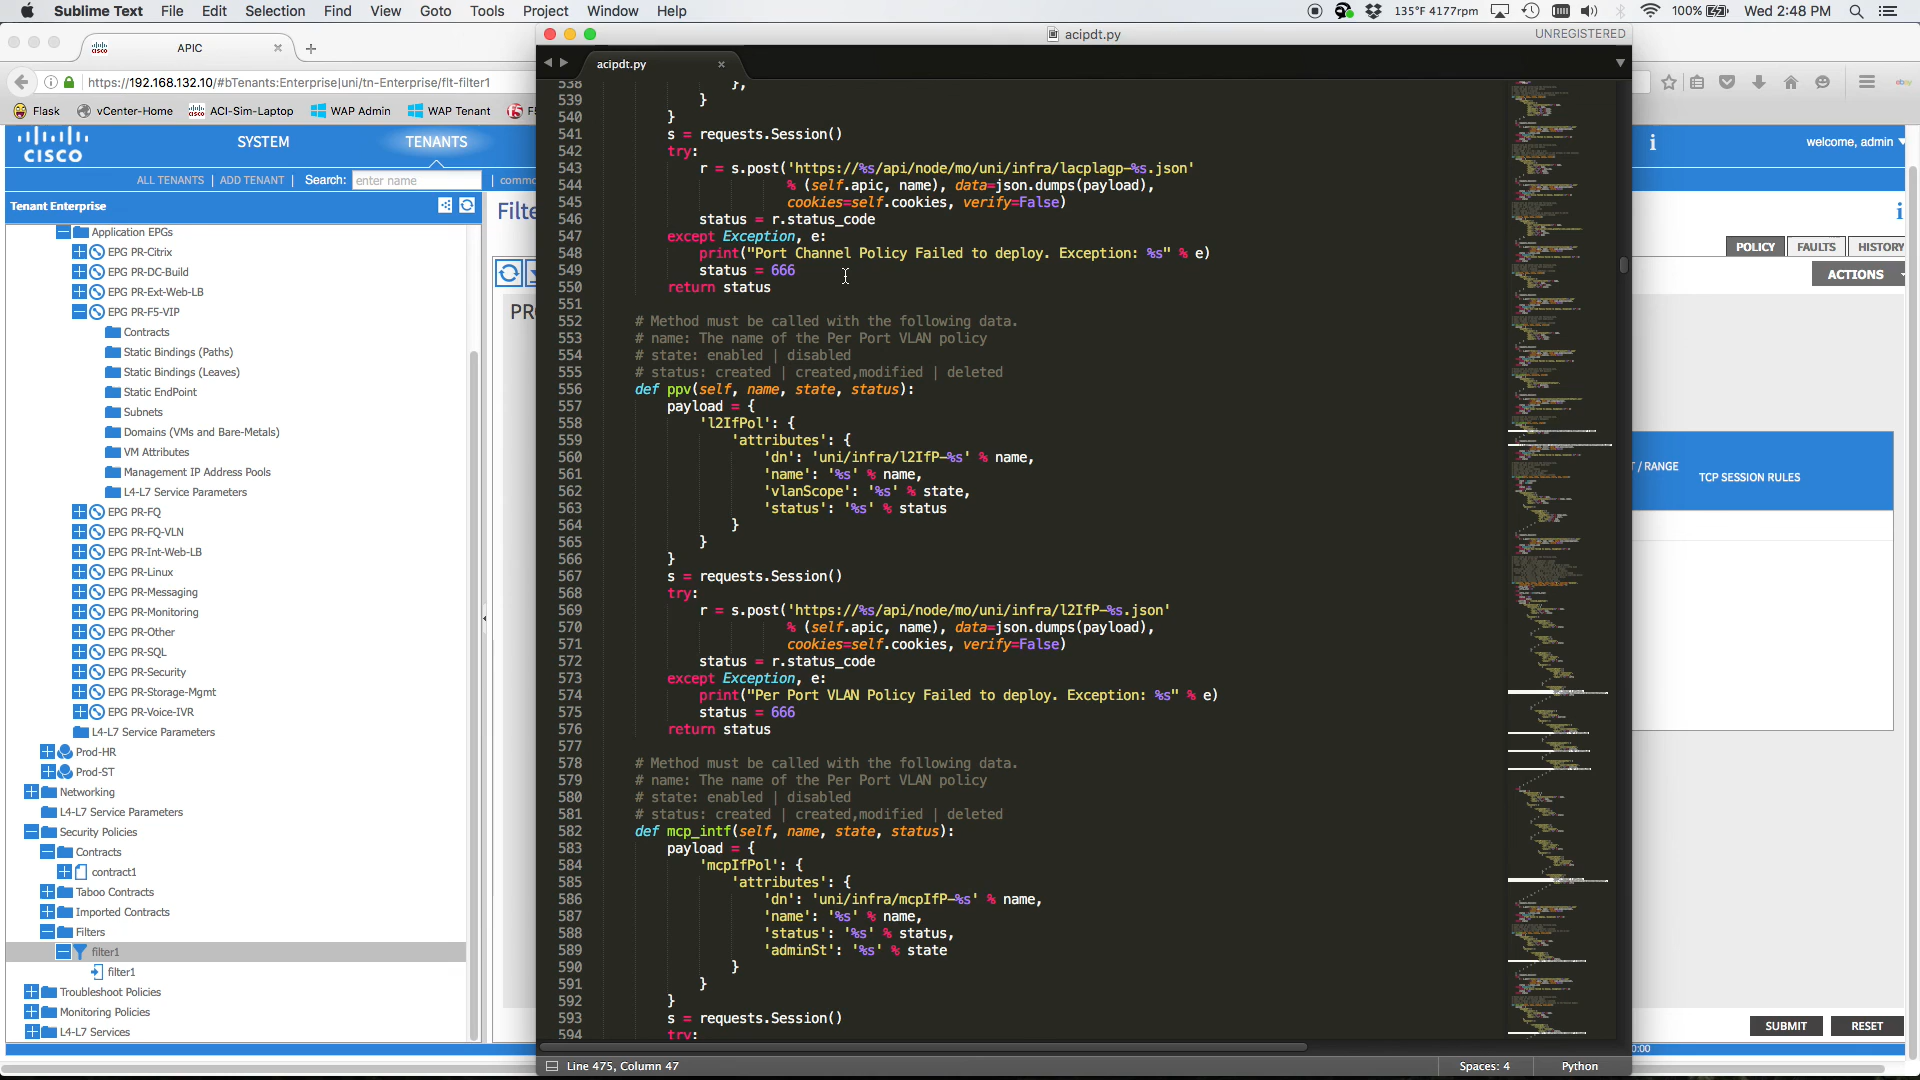 Sublime Text File Edit Selection Find View Goto Tools Project Window Help
135°F 4177rpm 100% Wed 2:48 PM
APIC
acipdt.py
UNREGISTERED
acipdt.py
https://192.168.132.10/#bTenants:Enterprise|uni/tn-Enterprise/flt-filter1
ebay
Flask vCenter-Home ACI-Sim-Laptop WAP Admin WAP Tenant
CISCO
SYSTEM TENANTS
welcome, admin
ALL TENANTS | ADD TENANT | Search: enter name
Tenant Enterprise
Application EPGs
EPG PR-Citrix
EPG PR-DC-Build
EPG PR-Ext-Web-LB
EPG PR-F5-VIP
Contracts
Static Bindings (Paths)
Static Bindings (Leaves)
Static EndPoint
Subnets
Domains (VMs and Bare-Metals)
VM Attributes
Management IP Address Pools
L4-L7 Service Parameters
EPG PR-FQ
EPG PR-FQ-VLN
EPG PR-Int-Web-LB
EPG PR-Linux
EPG PR-Messaging
EPG PR-Monitoring
EPG PR-Other
EPG PR-SQL
EPG PR-Security
EPG PR-Storage-Mgmt
EPG PR-Voice-IVR
L4-L7 Service Parameters
Prod-HR
Prod-ST
Networking
L4-L7 Service Parameters
Security Policies
Contracts
contract1
Taboo Contracts
Imported Contracts
Filters
filter1
filter1
Troubleshoot Policies
Monitoring Policies
L4-L7 Services
538 },
539 }
540 }
541 s = requests.Session()
542 try:
543 r = s.post('https://%s/api/node/mo/uni/infra/lacplagp-%s.json'
544 % (self.apic, name), data=json.dumps(payload),
545 cookies=self.cookies, verify=False)
546 status = r.status_code
547 except Exception, e:
548 print("Port Channel Policy Failed to deploy. Exception: %s" % e)
549 status = 666
550 return status
551
552 # Method must be called with the following data.
553 # name: The name of the Per Port VLAN policy
554 # state: enabled | disabled
555 # status: created | created,modified | deleted
556 def ppv(self, name, state, status):
557 payload = {
558 'l2IfPol': {
559 'attributes': {
560 'dn': 'uni/infra/l2IfP-%s' % name,
561 'name': '%s' % name,
562 'vlanScope': '%s' % state,
563 'status': '%s' % status
564 }
565 }
566 }
567 s = requests.Session()
568 try:
569 r = s.post('https://%s/api/node/mo/uni/infra/l2IfP-%s.json'
570 % (self.apic, name), data=json.dumps(payload),
571 cookies=self.cookies, verify=False)
572 status = r.status_code
573 except Exception, e:
574 print("Per Port VLAN Policy Failed to deploy. Exception: %s" % e)
575 status = 666
576 return status
577
578 # Method must be called with the following data.
579 # name: The name of the Per Port VLAN policy
580 # state: enabled | disabled
581 # status: created | created,modified | deleted
582 def mcp_intf(self, name, state, status):
583 payload = {
584 'mcpIfPol': {
585 'attributes': {
586 'dn': 'uni/infra/mcpIfP-%s' % name,
587 'name': '%s' % name,
588 'status': '%s' % status,
589 'adminSt': '%s' % state
590 }
591 }
592 }
593 s = requests.Session()
594 try:
Line 475, Column 47
Spaces: 4 Python
POLICY FAULTS HISTORY
ACTIONS
/ RANGE
TCP SESSION RULES
SUBMIT RESET